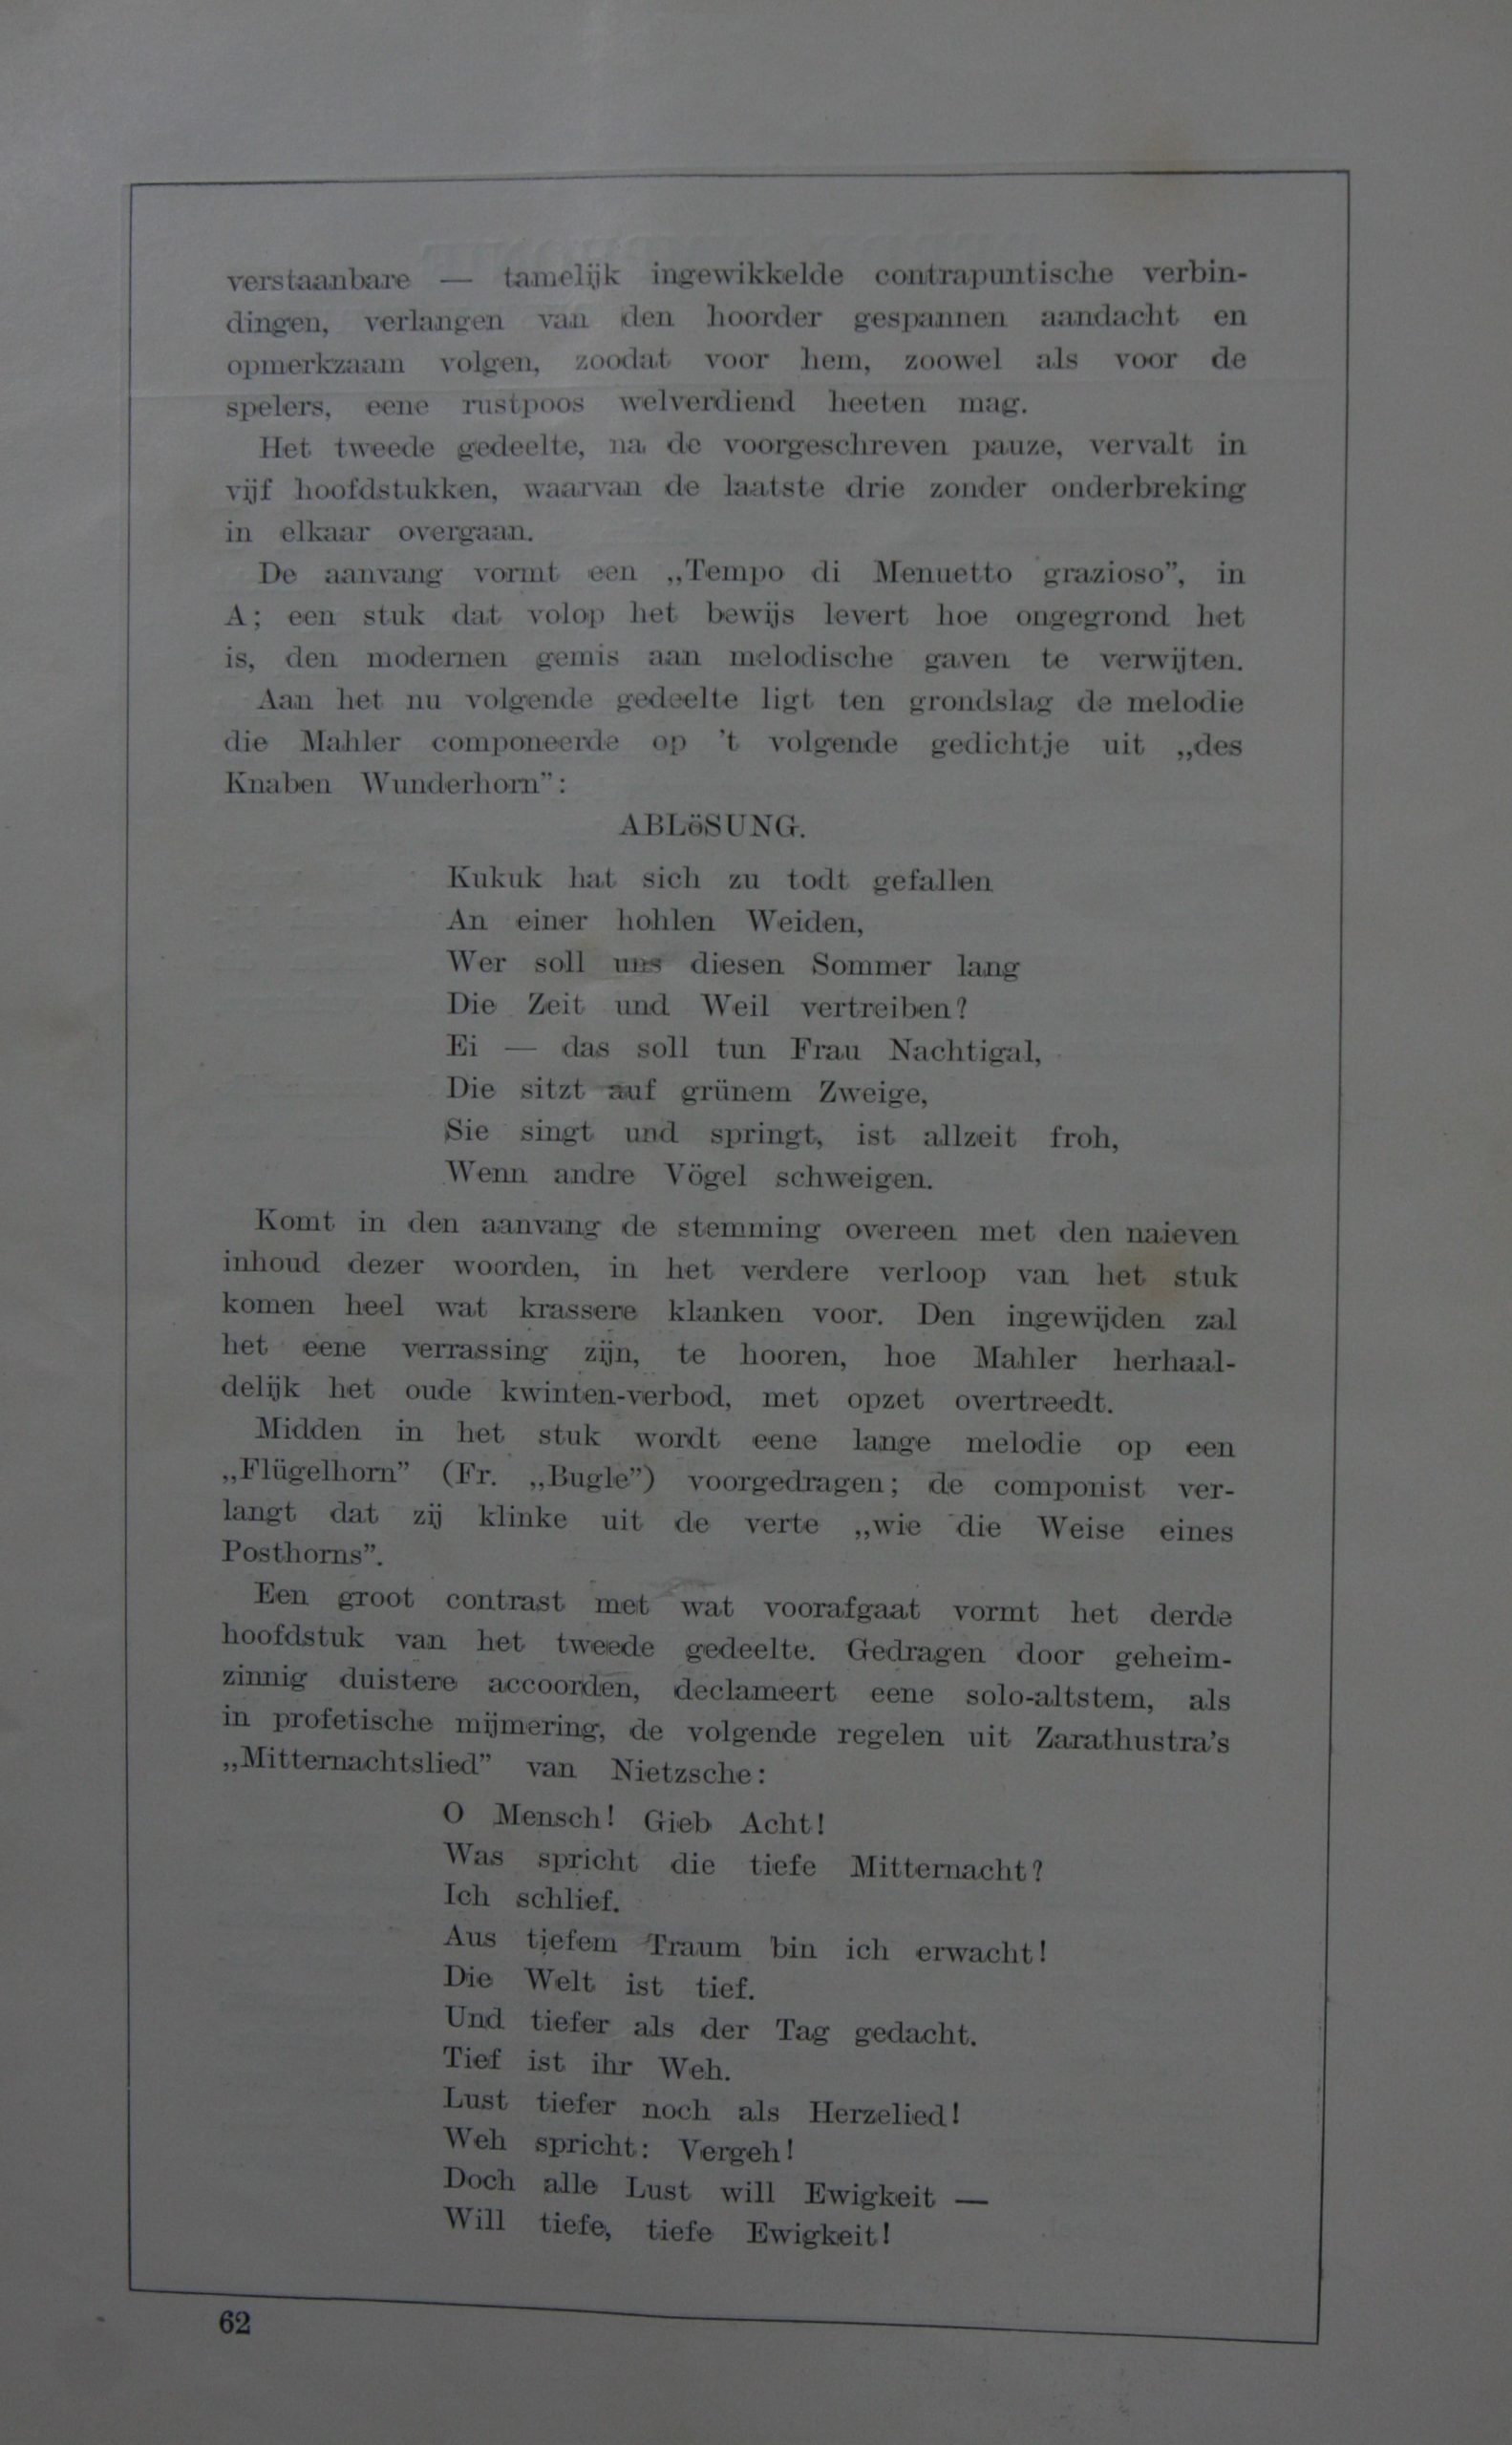 verstaanbare — tamelijk ingewikkelde contrapuntische verbin-
dingen, verlangen van den hoorder gespannen aandacht en
opmerkzaam volgen, zoodat voor hem, zoowel als voor de
spelers, eene rustpoos welverdiend heeten mag.
Het tweede gedeelte, na de voorgeschreven pauze, vervalt in
vijf hoofdstukken, waarvan de laatste drie zonder onderbreking
in elkaar overgaan.
De aanvang vormt een „Tempo di Menuetto grazioso”, in
A; een stuk dat volop het bewijs levert hoe ongegrond het
is, den modernen gemis aan melodische gaven te verwijten.
Aan het nu volgende gedeelte ligt ten grondslag de melodie
die Mahler componeerde op 't volgende gedichtje uit „des
Knaben Wunderhorn”:
ABLöSUNG.
Kukuk hat sich zu todt gefallen
An einer hohlen Weiden,
Wer soll uns diesen Sommer lang
Die Zeit und Weil vertreiben?
Ei — das soll tun Frau Nachtigal,
Die sitzt auf grünem Zweige,
Sie singt und springt, ist allzeit froh,
Wenn andre Vögel schweigen.
Komt in den aanvang de stemming overeen met den naieven
inhoud dezer woorden, in het verdere verloop van het stuk
komen heel wat krassere klanken voor. Den ingewijden zal
het eene verrassing zijn, te hooren, hoe Mahler herhaal-
delijk het oude kwinten-verbod, met opzet overtreedt.
Midden in het stuk wordt eene lange melodie op een
„Flügelhorn” (Fr. „Bugle”) voorgedragen; de componist ver-
langt dat zij klinke uit de verte „wie die Weise eines
Posthorns”.
Een groot contrast met wat voorafgaat vormt het derde
hoofdstuk van het tweede gedeelte. Gedragen door geheim-
zinnig duistere accoorden, declameert eene solo-altstem, als
in profetische mijmering, de volgende regelen uit Zarathustra's
„Mitternachtslied” van Nietzsche:
O Mensch! Gieb Acht!
Was spricht die tiefe Mitternacht?
Ich schlief.
Aus tiefem Traum bin ich erwacht!
Die Welt ist tief.
Und tiefer als der Tag gedacht.
Tief ist ihr Weh.
Lust tiefer noch als Herzelied!
Weh spricht: Vergeh!
Doch alle Lust will Ewigkeit —
Will tiefe, tiefe Ewigkeit!
62